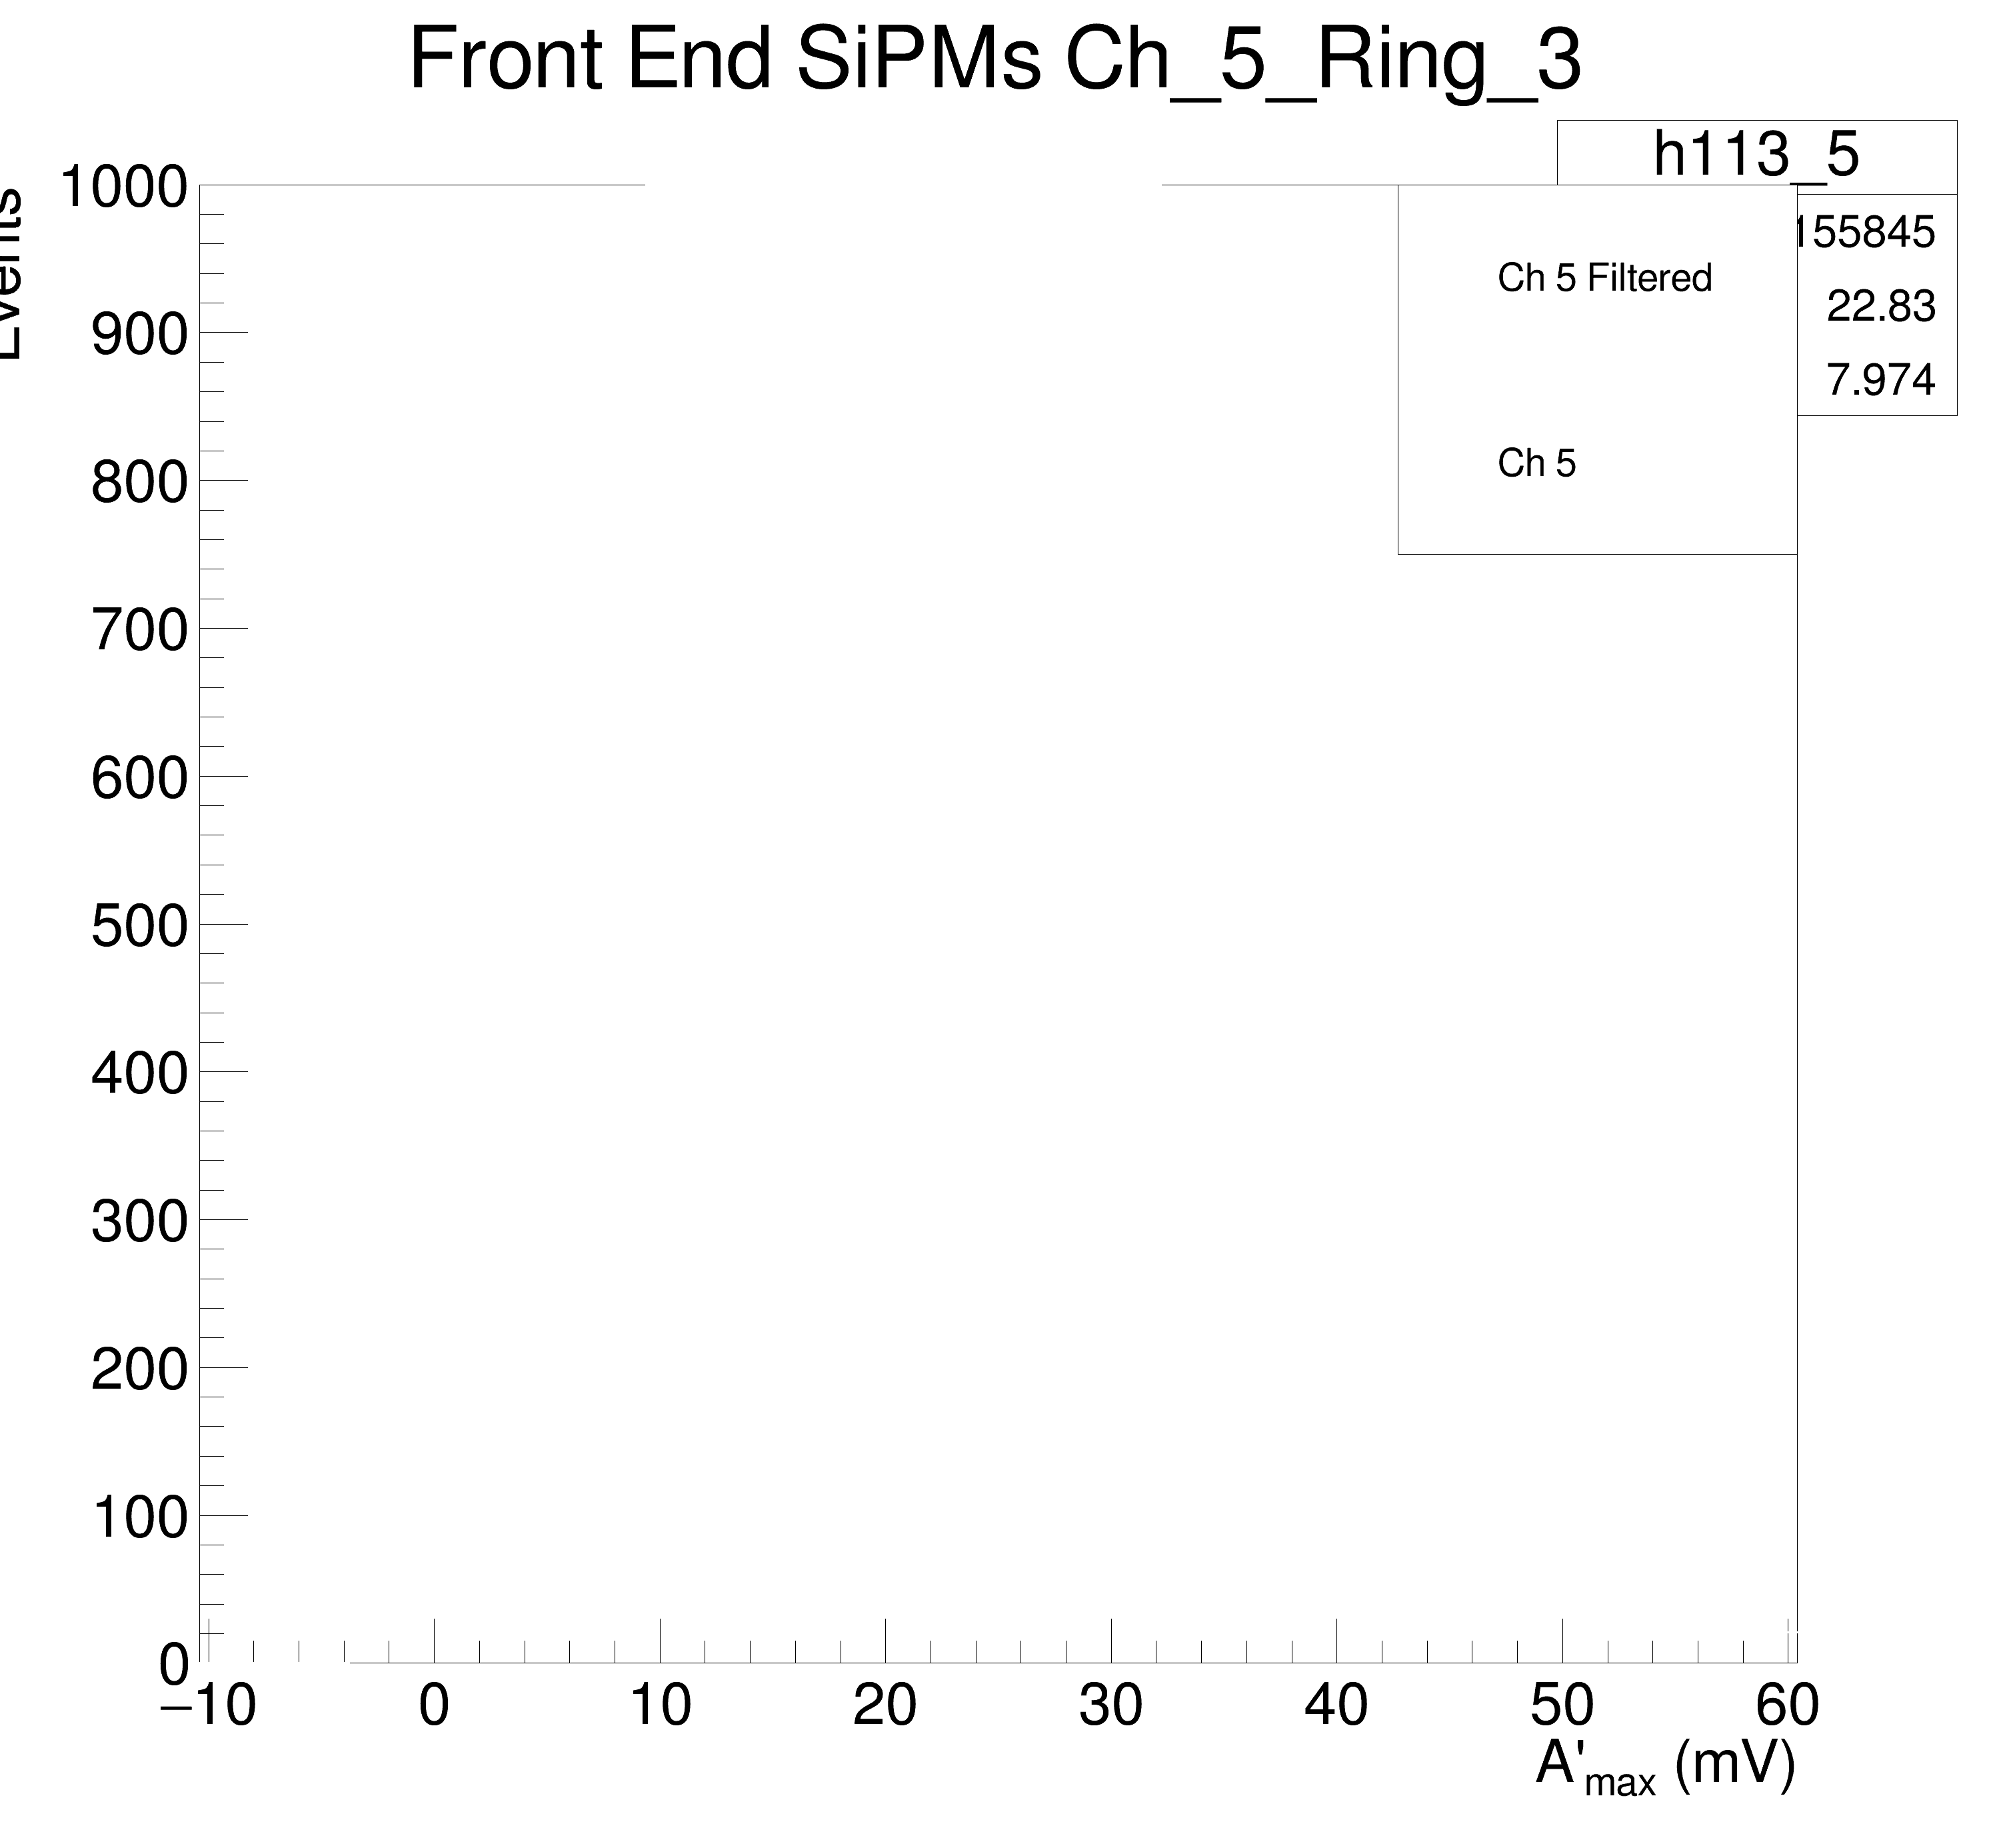 Front End SiPMs Ch_5_Ring_3
h113_5
155845
22.83
7.974
Ch 5 Filtered
Ch 5
Events
1000
900
800
700
600
500
400
300
200
100
0
−10 0 10 20 30 40 50 60
A'max (mV)